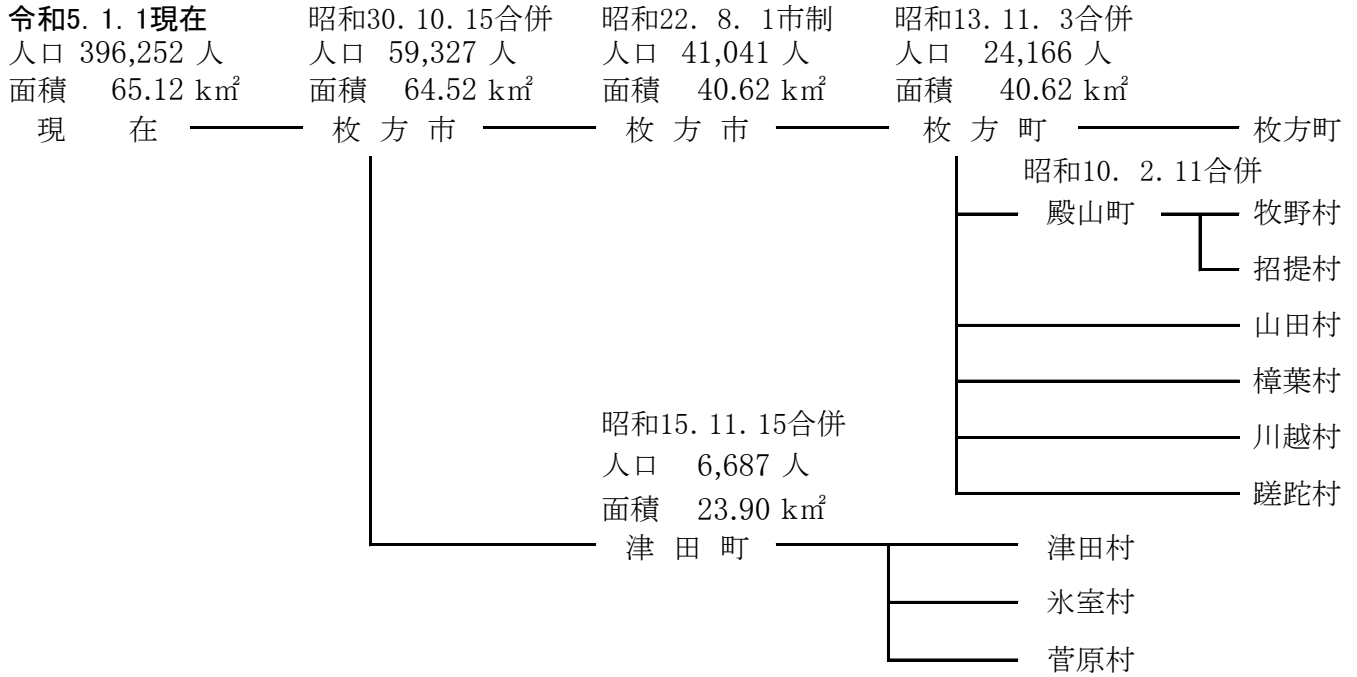 令和5. 1. 1現在 昭和30. 10. 15合併 昭和22. 8. 1市制 昭和13. 11. 3合併
人口 396,252 人 人口 59,327 人 人口 41,041 人 人口 24,166 人
面積 65.12 k㎡ 面積 64.52 k㎡ 面積 40.62 k㎡ 面積 40.62 k㎡
現 在 枚 方 市 枚 方 市 枚 方 町 枚方町
昭和10. 2. 11合併
殿山町 牧野村
招提村
山田村
樟葉村
川越村
蹉跎村
昭和15. 11. 15合併
人口 6,687 人
面積 23.90 k㎡
津 田 町 津田村
氷室村
菅原村